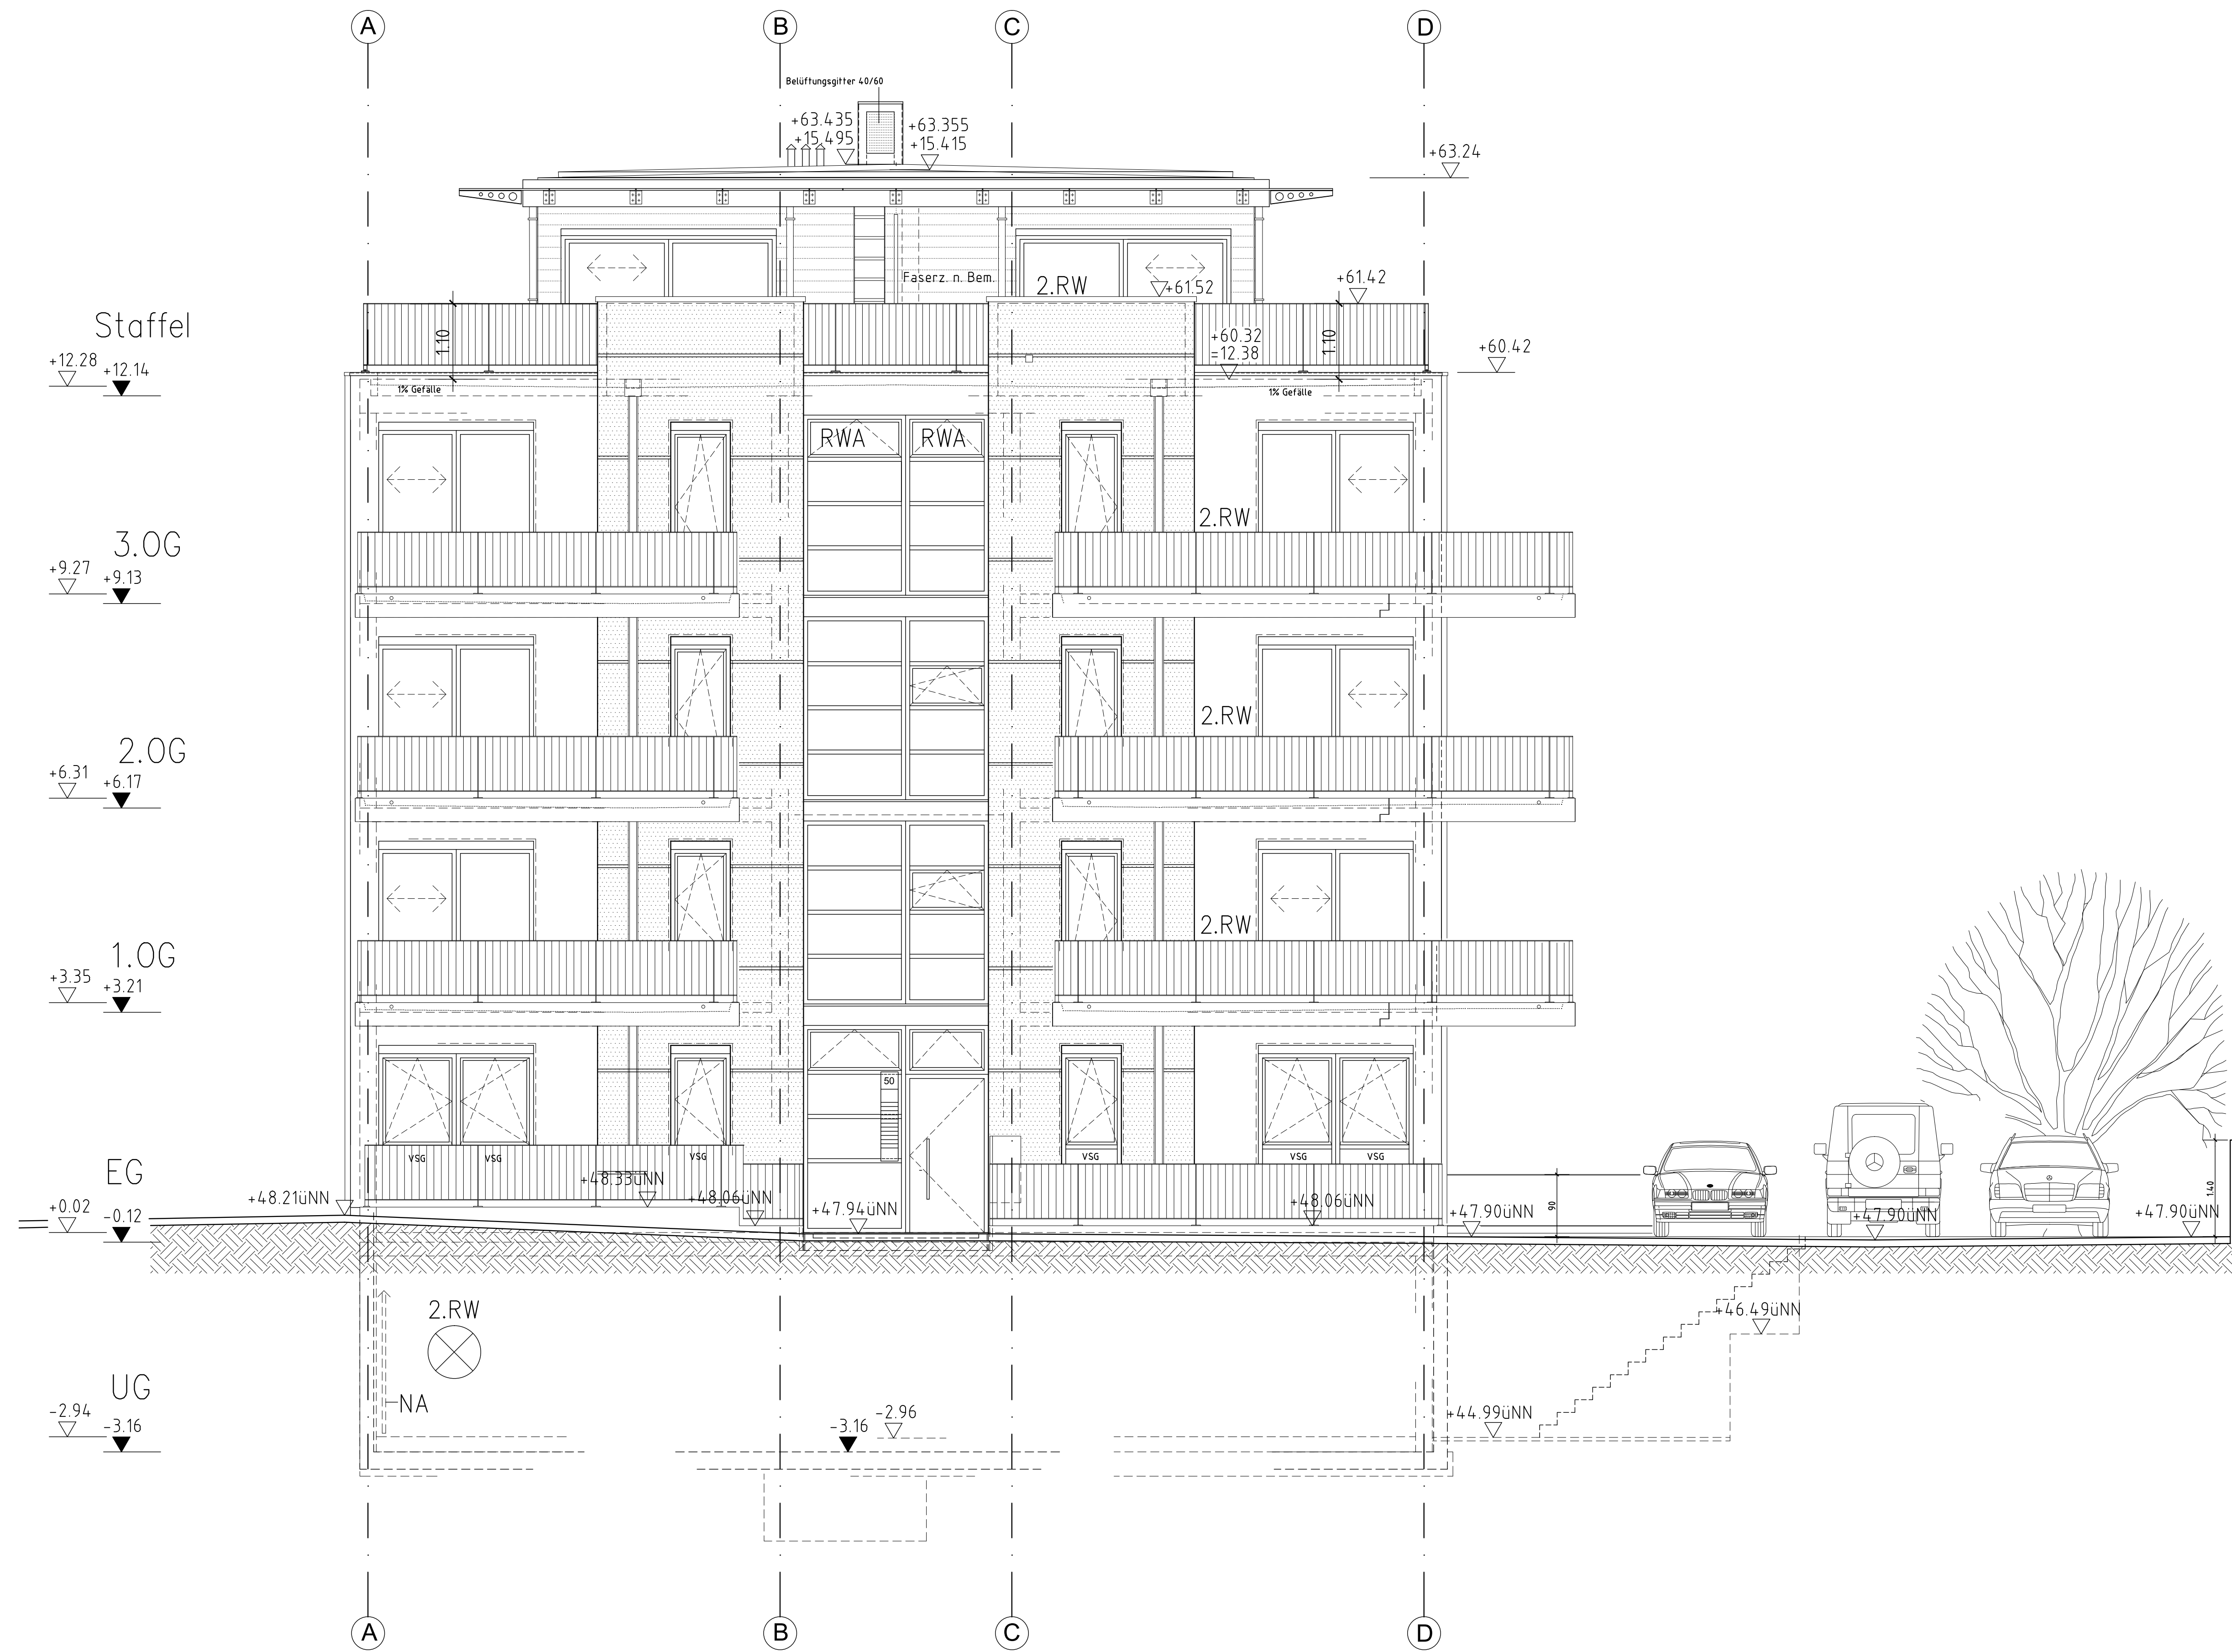 A
B
C
D
Belüftungsgitter 40/60
+63.435
+15.495
+63.355
+15.415
+63.24
Faserz. n. Bem.
2.RW
+61.52
+61.42
Staffel
+12.28
+12.14
1.10
+60.32
=12.38
1.10
+60.42
1% Gefälle
1% Gefälle
RWA
RWA
2.RW
3.OG
+9.27
+9.13
2.RW
2.OG
+6.31
+6.17
2.RW
1.OG
+3.35
+3.21
50
VSG
VSG
VSG
VSG
VSG
VSG
EG
+0.02
-0.12
+48.21üNN
+48.33üNN
+48.06üNN
+47.94üNN
+48.06üNN
+47.90üNN
90
+47.90üNN
1.40
+47.90üNN
2.RW
+46.49üNN
UG
-2.94
-3.16
NA
-3.16
-2.96
+44.99üNN
A
B
C
D